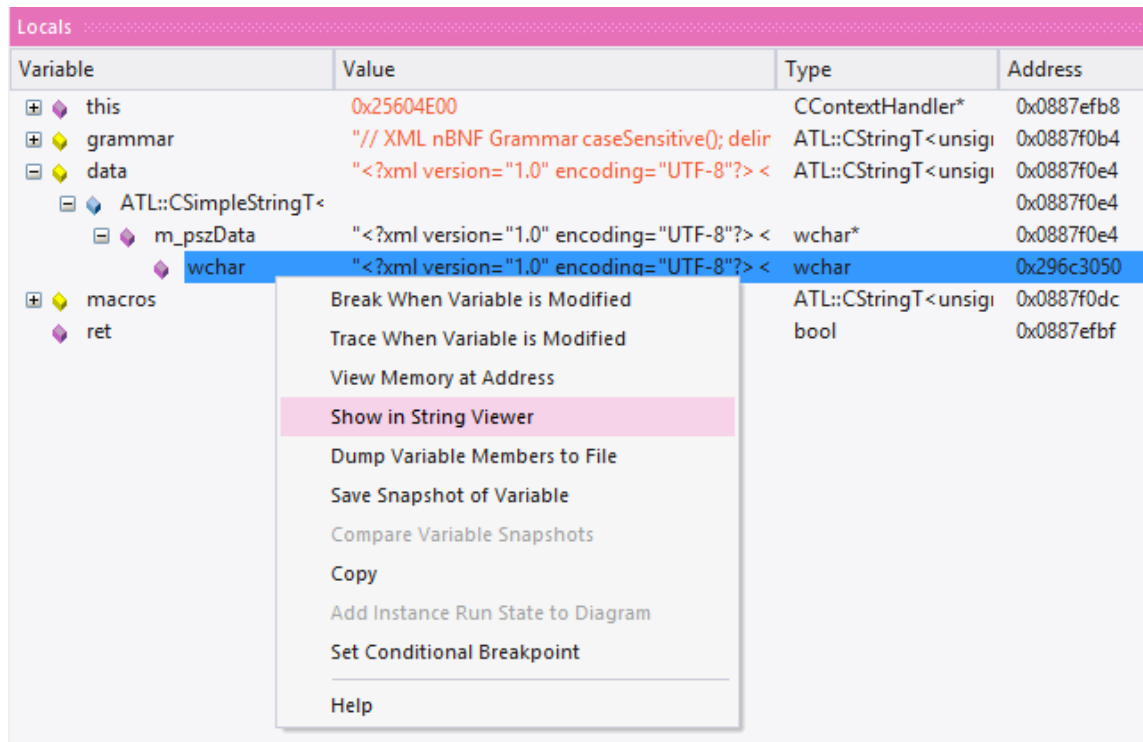 Locals
Variable Value Type Address
this 0x25604E00 CContextHandler* 0x0887efb8
grammar "// XML nBNF Grammar caseSensitive(); delin ATL::CStringT<unsigi 0x0887f0b4
data "<?xml version="1.0" encoding="UTF-8"?> < ATL::CStringT<unsigi 0x0887f0e4
ATL::CSimpleStringT< 0x0887f0e4
m_pszData "<?xml version="1.0" encoding="UTF-8"?> < wchar* 0x0887f0e4
wchar "<?xml version="1.0" encoding="UTF-8"?> < wchar 0x296c3050
macros ATL::CStringT<unsigi 0x0887f0dc
ret bool 0x0887efbf
Break When Variable is Modified
Trace When Variable is Modified
View Memory at Address
Show in String Viewer
Dump Variable Members to File
Save Snapshot of Variable
Compare Variable Snapshots
Copy
Add Instance Run State to Diagram
Set Conditional Breakpoint
Help